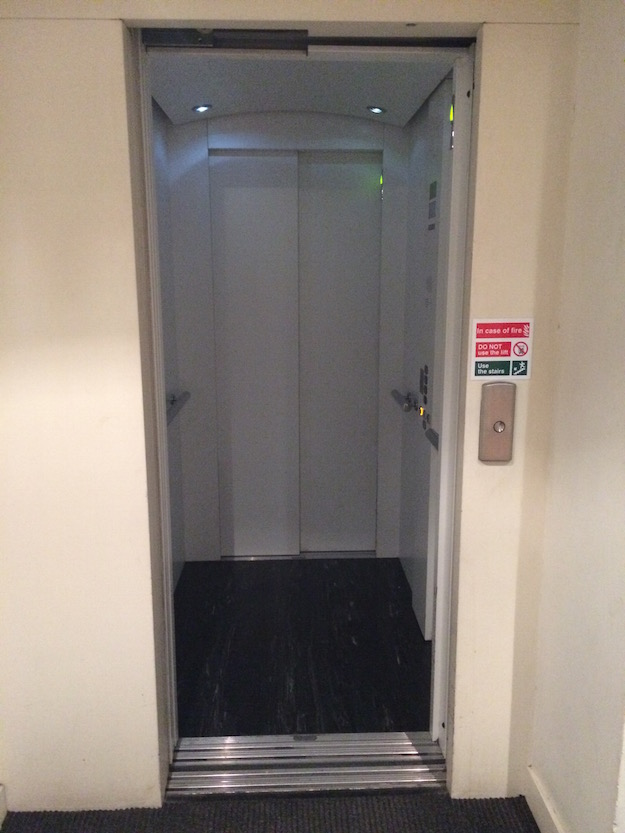 In case of fire
DO NOT
use the lift
Use
the stairs